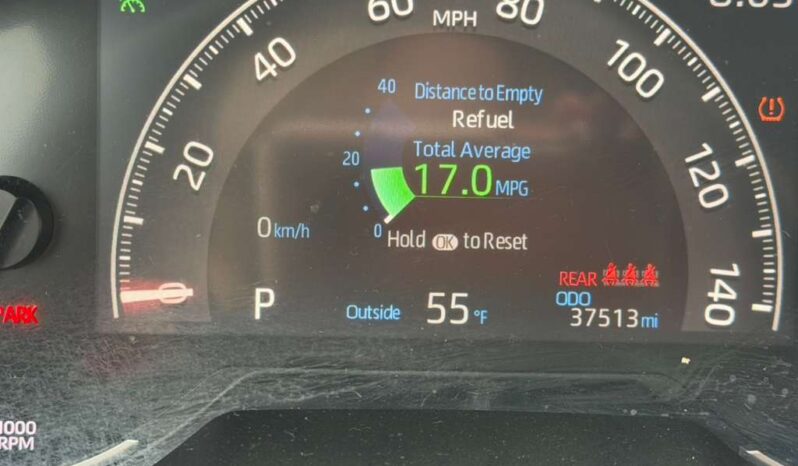 60 MPH 80
40 100
20 120
0 140
40 Distance to Empty
Refuel
Total Average
20 17.0 MPG
0 km/h
0 Hold OK to Reset
REAR
PARK P Outside 55 °F
ODO
37513 mi
1000
RPM